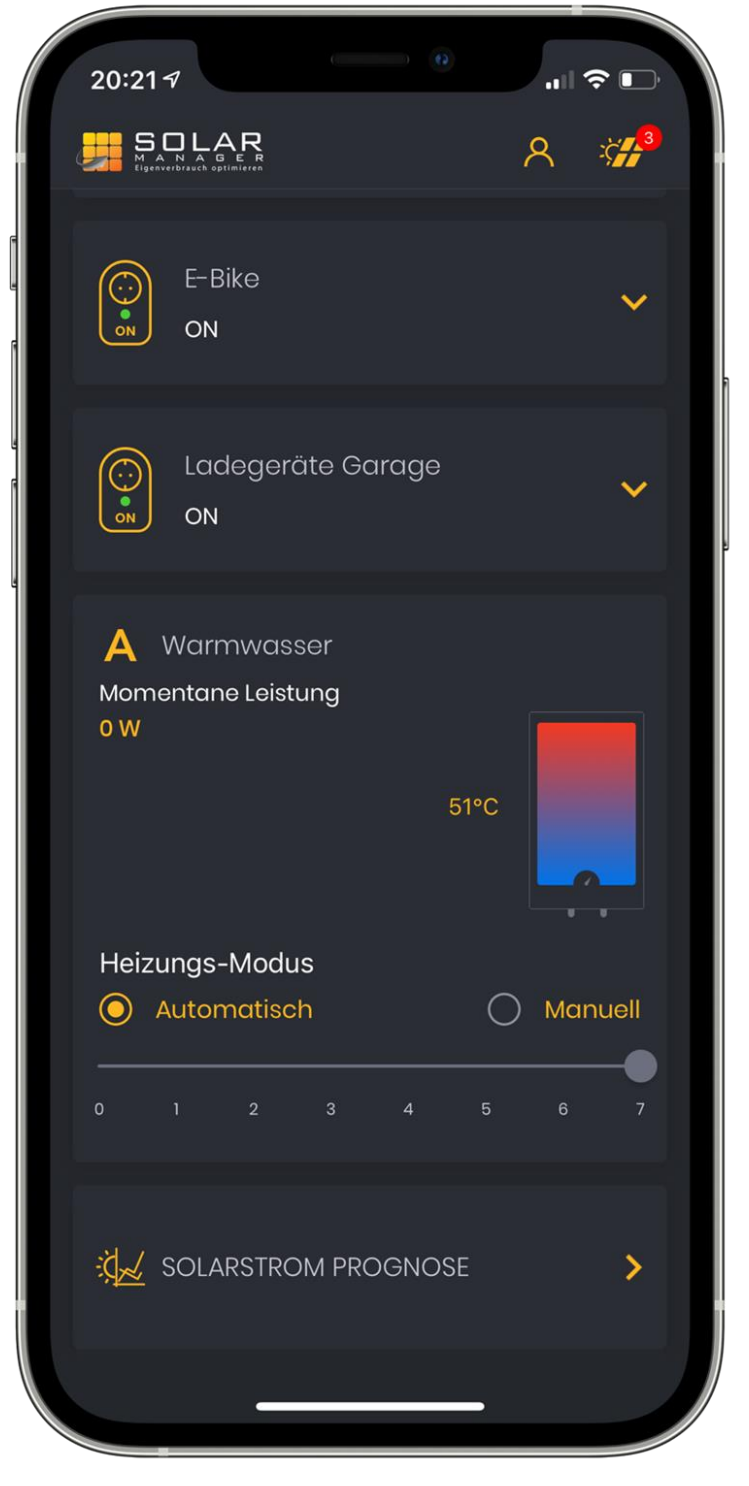 20:21
3
SOLAR
MANAGER
Eigenverbrauch optimieren
E-Bike
ON
ON
Ladegeräte Garage
ON
ON
A Warmwasser
Momentane Leistung
0 W
51°C
Heizungs-Modus
Automatisch Manuell
0 1 2 3 4 5 6 7
SOLARSTROM PROGNOSE